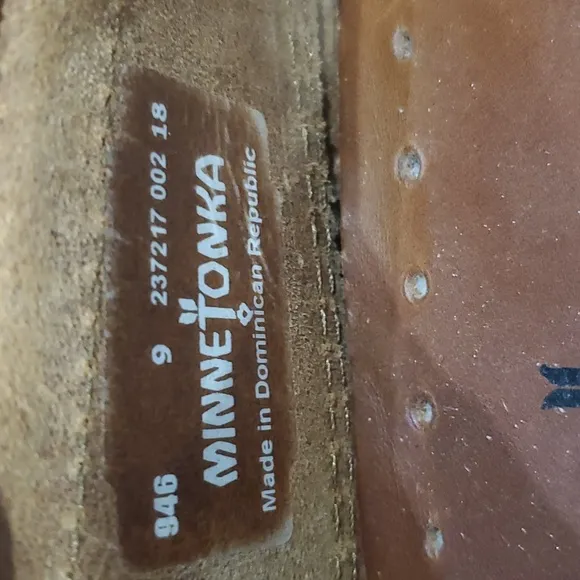 946 9 237217 002 18
MINNETONKA
Made in Dominican Republic